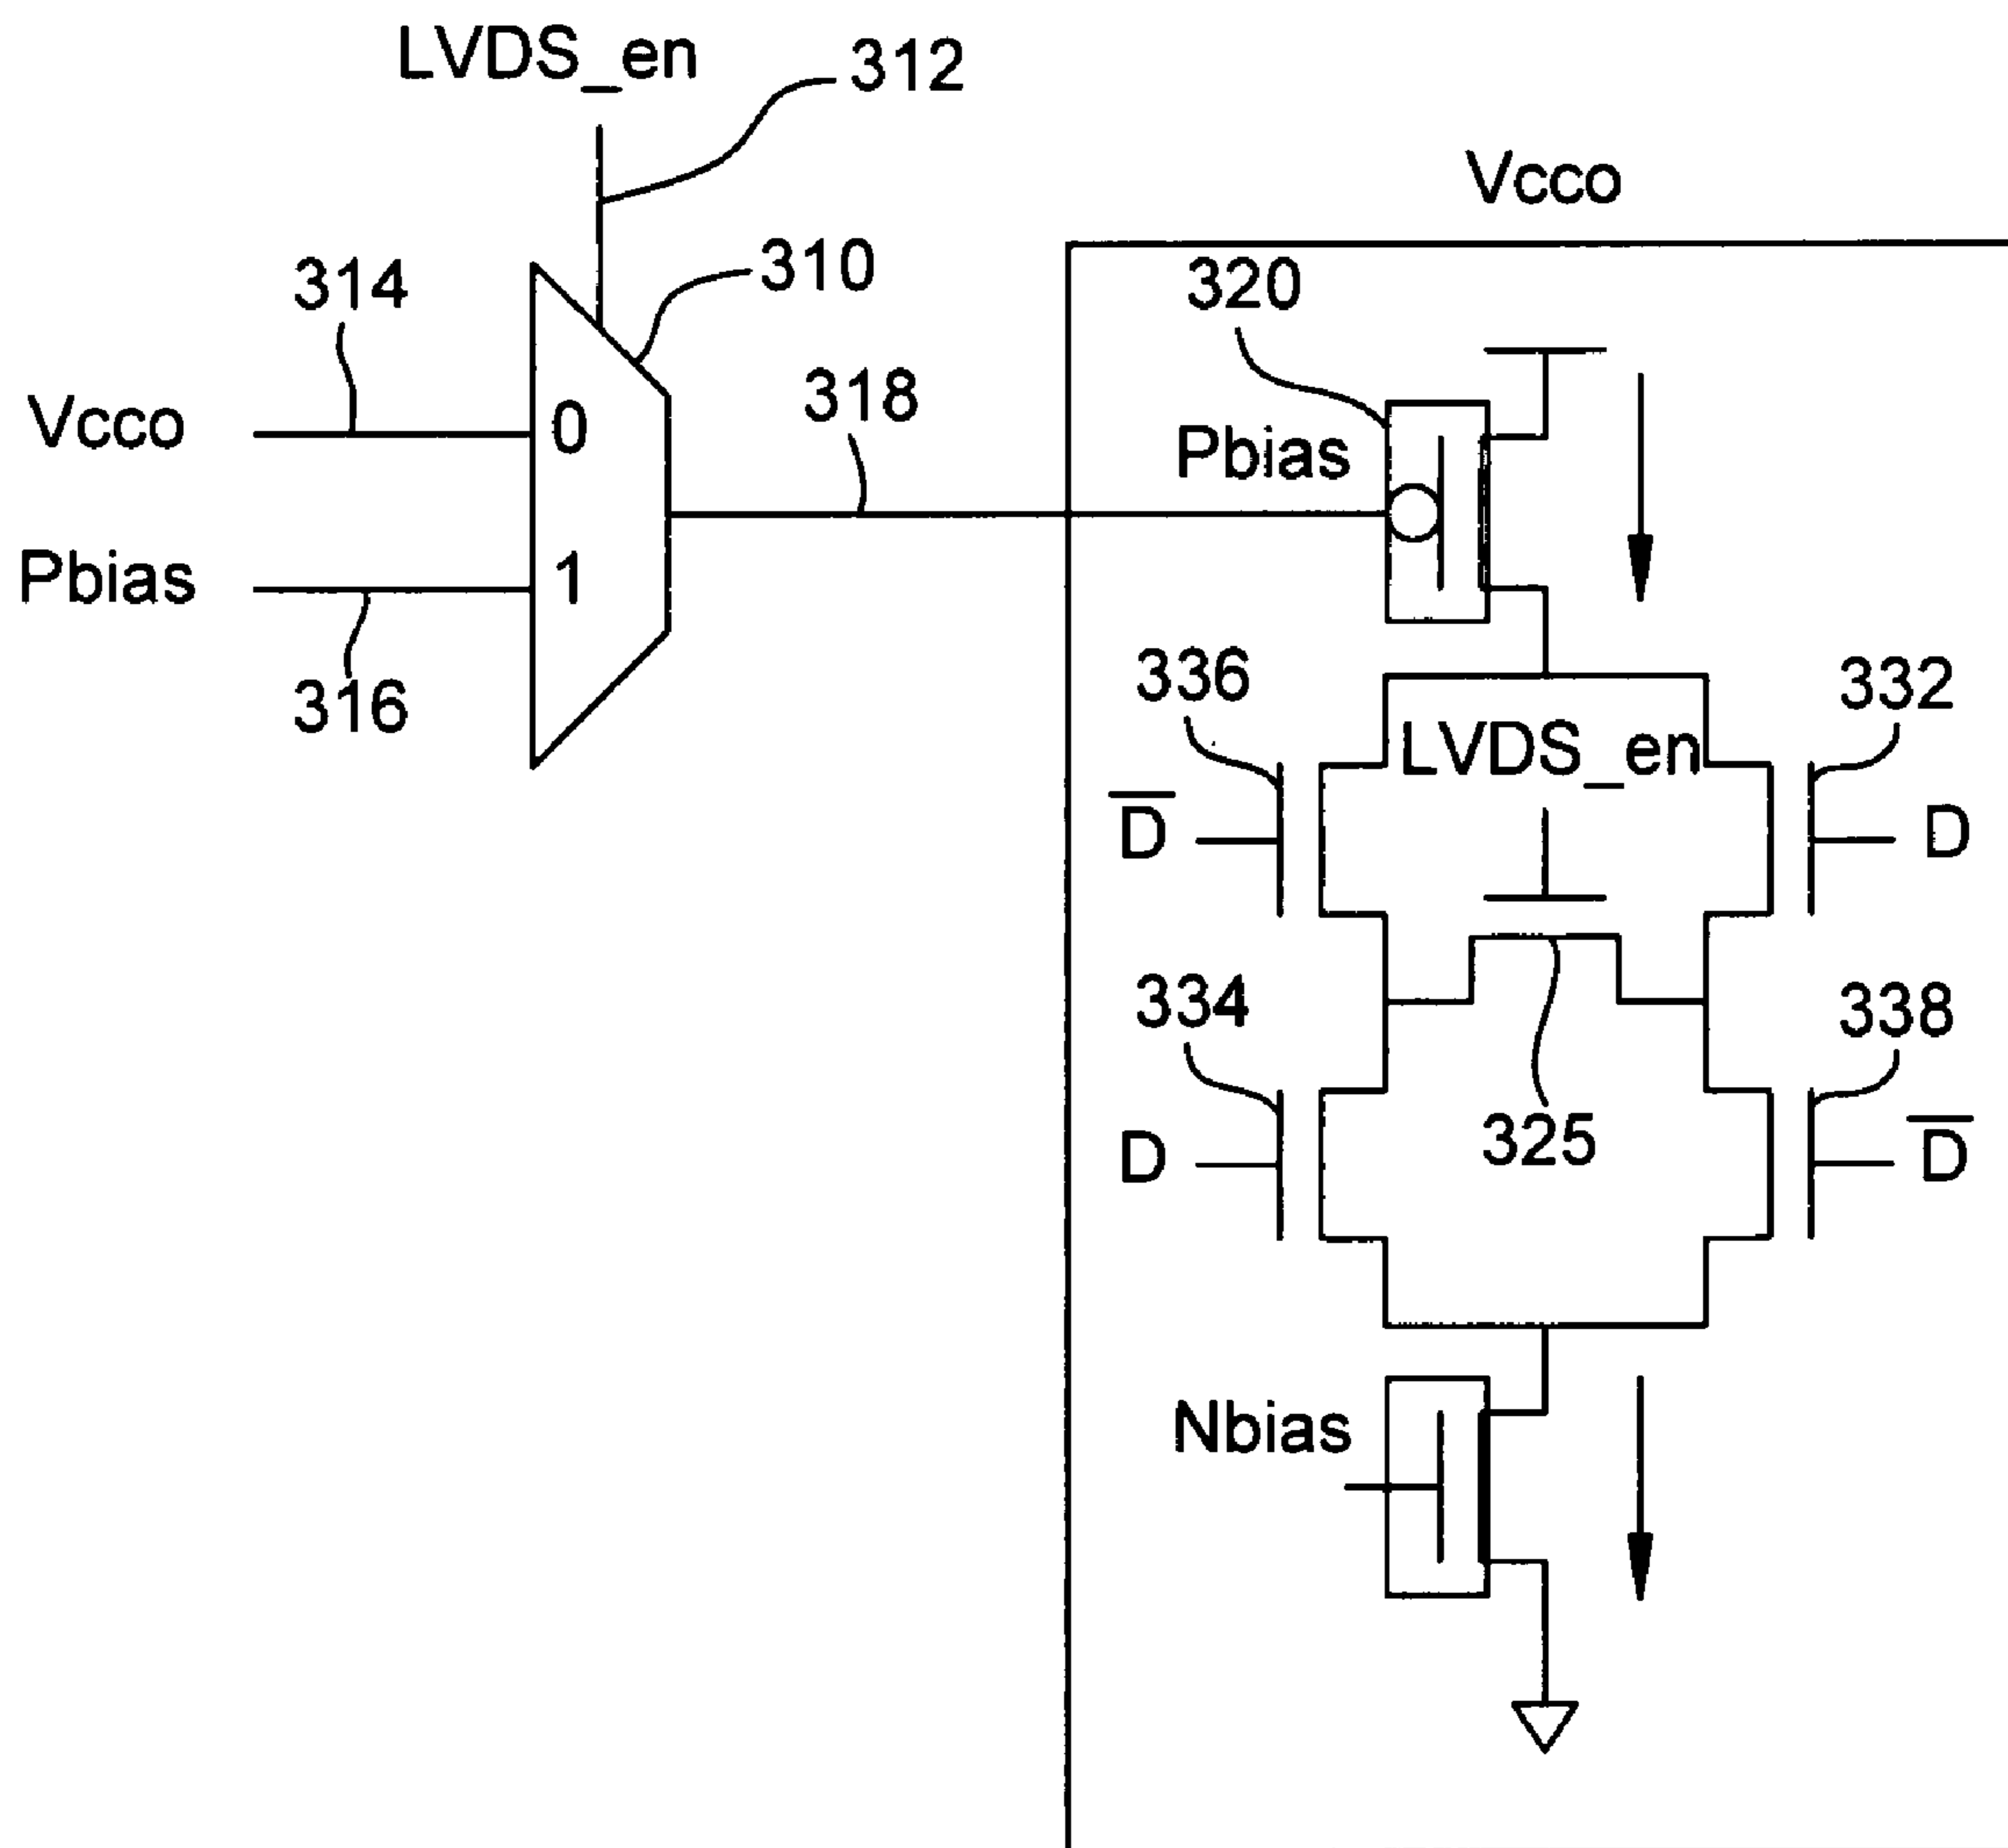 LVDS_en
312
Vcco
310
314
320
318
Vcco
0
Pbias
Pbias
1
316
336
332
LVDS_en
D̅
D
334
338
325
D
D̅
Nbias